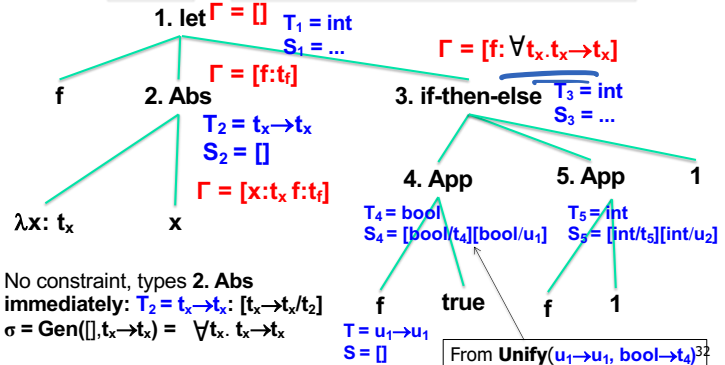 1. let Γ = []
T₁ = int
S₁ = ...
Γ = [f: ∀tₓ.tₓ→tₓ]
f
Γ = [f:t_f]
2. Abs
3. if-then-else
T₃ = int
S₃ = ...
T₂ = tₓ→tₓ
S₂ = []
Γ = [x:tₓ f:t_f]
4. App
5. App
1
T₄ = bool
S₄ = [bool/t₄][bool/u₁]
T₅ = int
S₅ = [int/t₅][int/u₂]
λx: tₓ
x
No constraint, types 2. Abs
immediately: T₂ = tₓ→tₓ: [tₓ→tₓ/t₂]
σ = Gen([],tₓ→tₓ) = ∀tₓ. tₓ→tₓ
f
true
f
1
T = u₁→u₁
S = []
From Unify(u₁→u₁, bool→t₄)
32